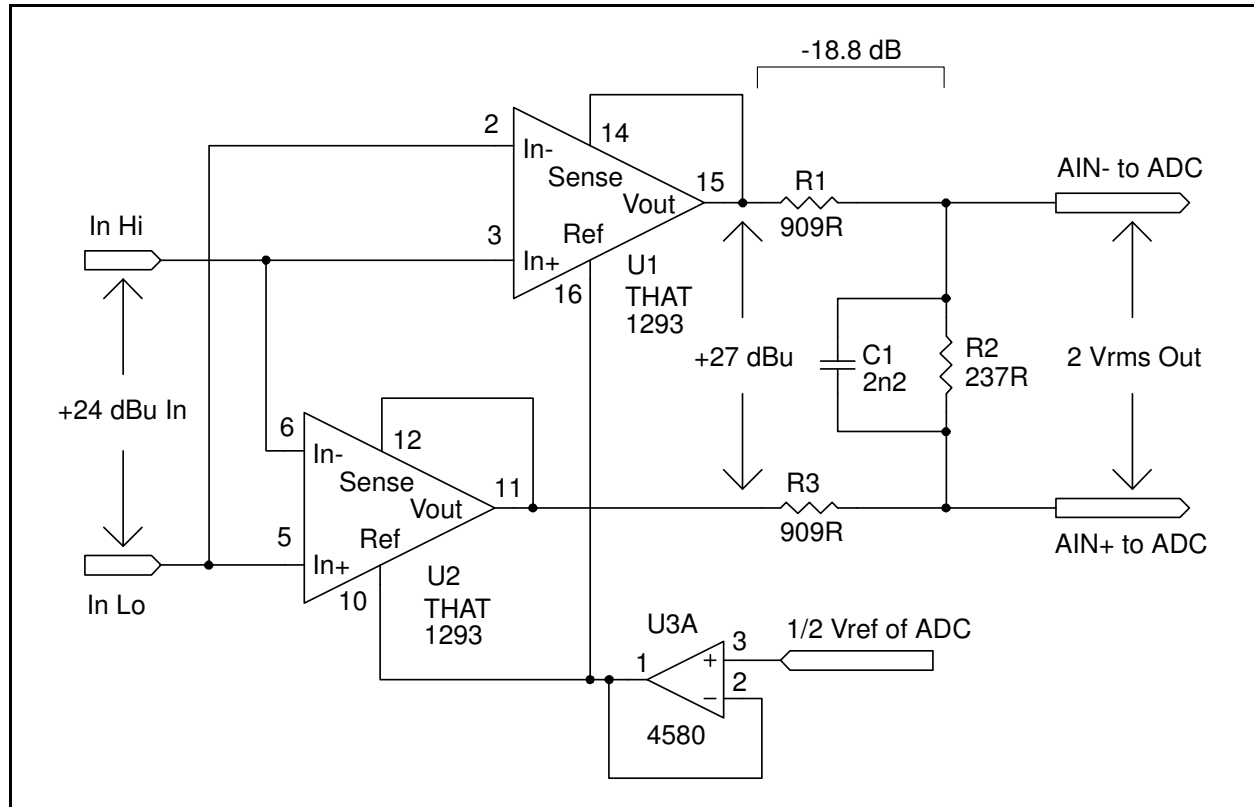 -18.8 dB
2
In-
14
Sense
15
Vout
R1
909R
AIN- to ADC
In Hi
3
In+
Ref
16
U1
THAT
1293
+24 dBu In
+27 dBu
C1
2n2
R2
237R
2 Vrms Out
6
In-
12
Sense
11
Vout
R3
909R
5
In+
Ref
10
U2
THAT
1293
AIN+ to ADC
In Lo
U3A
1/2 Vref of ADC
1
+
3
2
−
4580